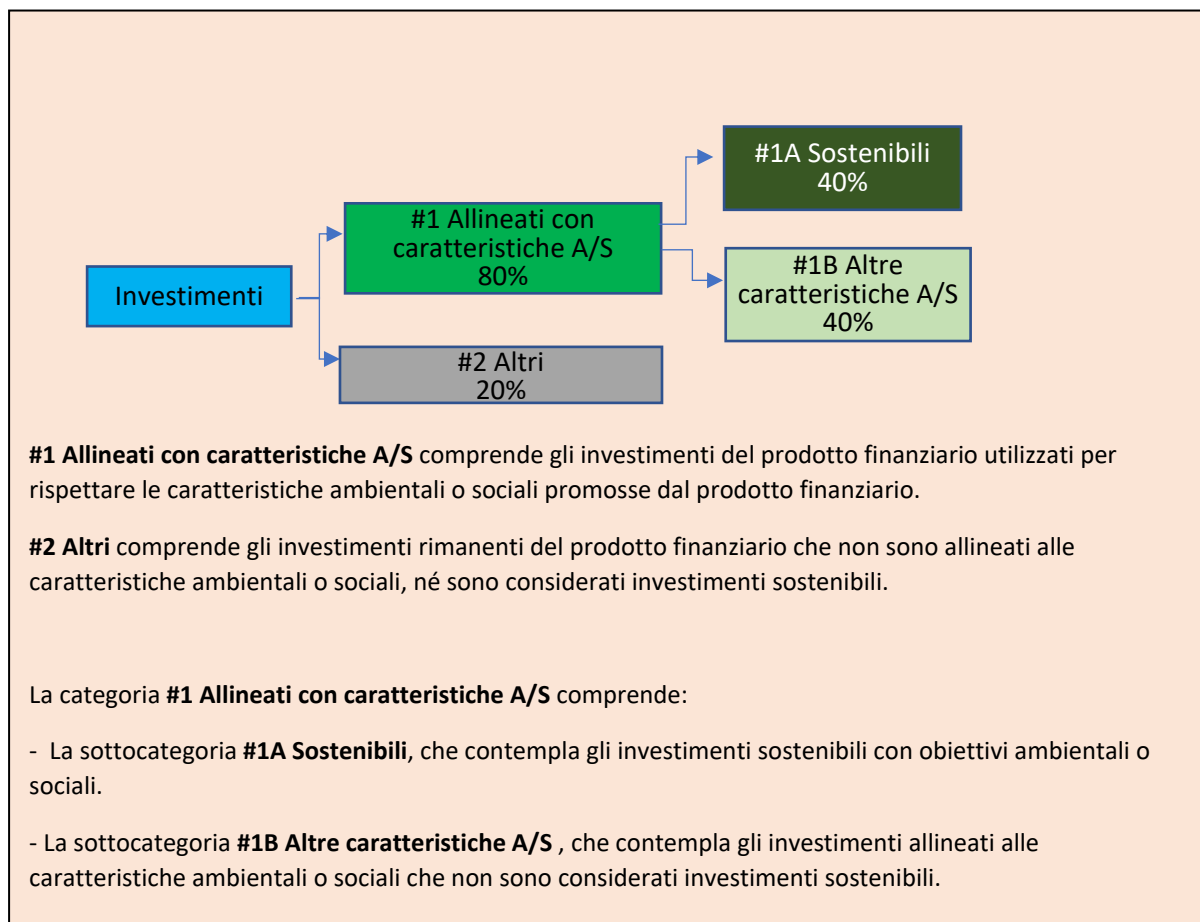 #1A Sostenibili
40%
#1 Allineati con
caratteristiche A/S
80%
#1B Altre
caratteristiche A/S
40%
Investimenti
#2 Altri
20%
#1 Allineati con caratteristiche A/S comprende gli investimenti del prodotto finanziario utilizzati per
rispettare le caratteristiche ambientali o sociali promosse dal prodotto finanziario.
#2 Altri comprende gli investimenti rimanenti del prodotto finanziario che non sono allineati alle
caratteristiche ambientali o sociali, né sono considerati investimenti sostenibili.
La categoria #1 Allineati con caratteristiche A/S comprende:
- La sottocategoria #1A Sostenibili, che contempla gli investimenti sostenibili con obiettivi ambientali o
sociali.
- La sottocategoria #1B Altre caratteristiche A/S , che contempla gli investimenti allineati alle
caratteristiche ambientali o sociali che non sono considerati investimenti sostenibili.